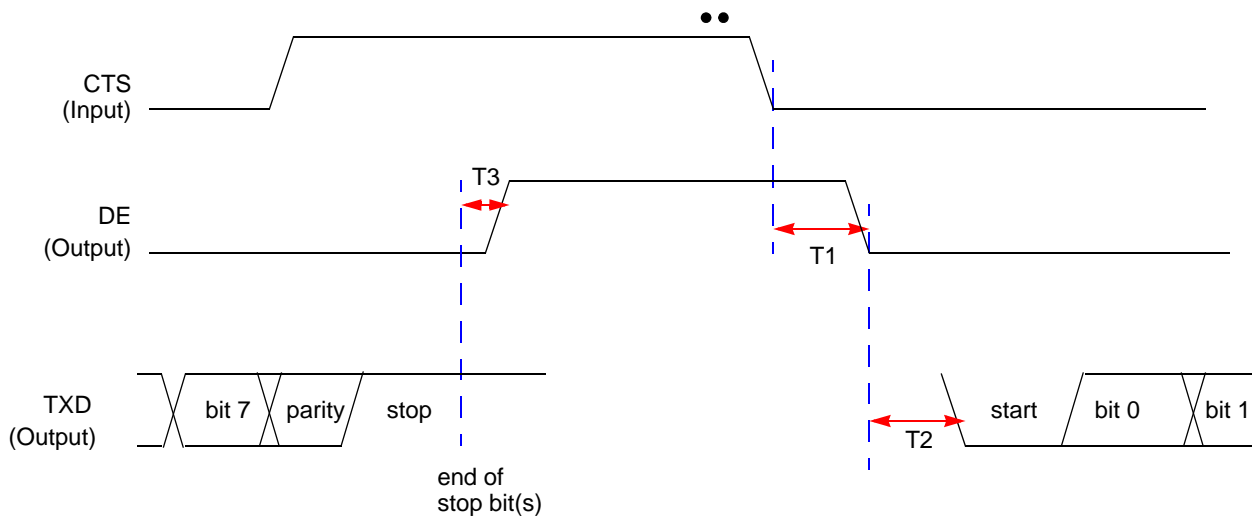 CTS
(Input)
T3
DE
(Output)
T1
TXD
(Output)
bit 7
parity
stop
T2
start
bit 0
bit 1
end of
stop bit(s)